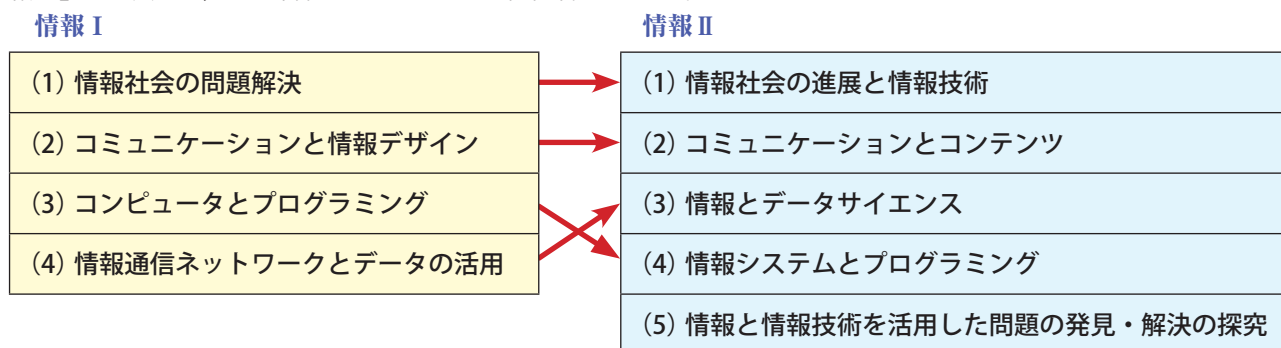 情報Ⅰ
(1) 情報社会の問題解決
(2) コミュニケーションと情報デザイン
(3) コンピュータとプログラミング
(4) 情報通信ネットワークとデータの活用
情報Ⅱ
(1) 情報社会の進展と情報技術
(2) コミュニケーションとコンテンツ
(3) 情報とデータサイエンス
(4) 情報システムとプログラミング
(5) 情報と情報技術を活用した問題の発見・解決の探究